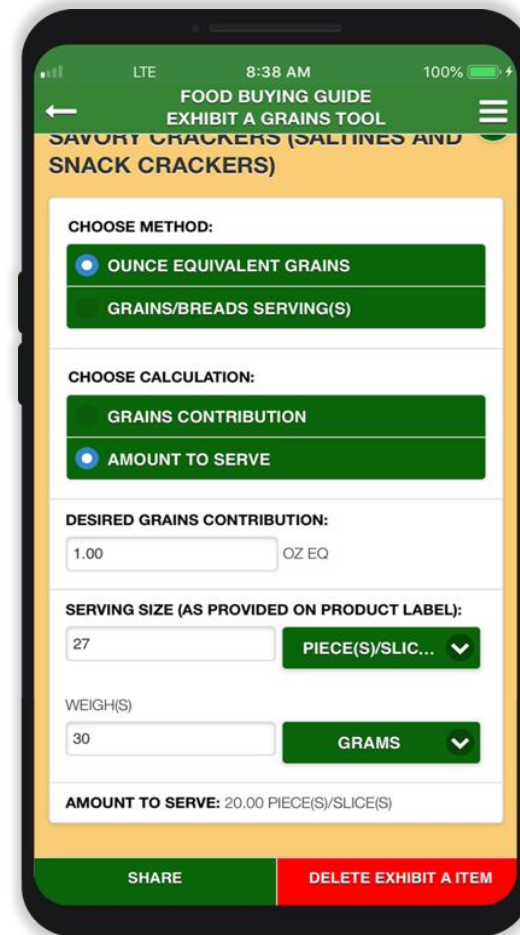 LTE 8:38 AM 100%
FOOD BUYING GUIDE
EXHIBIT A GRAINS TOOL
SAVORY CRACKERS (SALTINES AND
SNACK CRACKERS)
CHOOSE METHOD:
OUNCE EQUIVALENT GRAINS
GRAINS/BREADS SERVING(S)
CHOOSE CALCULATION:
GRAINS CONTRIBUTION
AMOUNT TO SERVE
DESIRED GRAINS CONTRIBUTION:
1.00 OZ EQ
SERVING SIZE (AS PROVIDED ON PRODUCT LABEL):
27 PIECE(S)/SLIC...
WEIGH(S)
30 GRAMS
AMOUNT TO SERVE: 20.00 PIECE(S)/SLICE(S)
SHARE DELETE EXHIBIT A ITEM